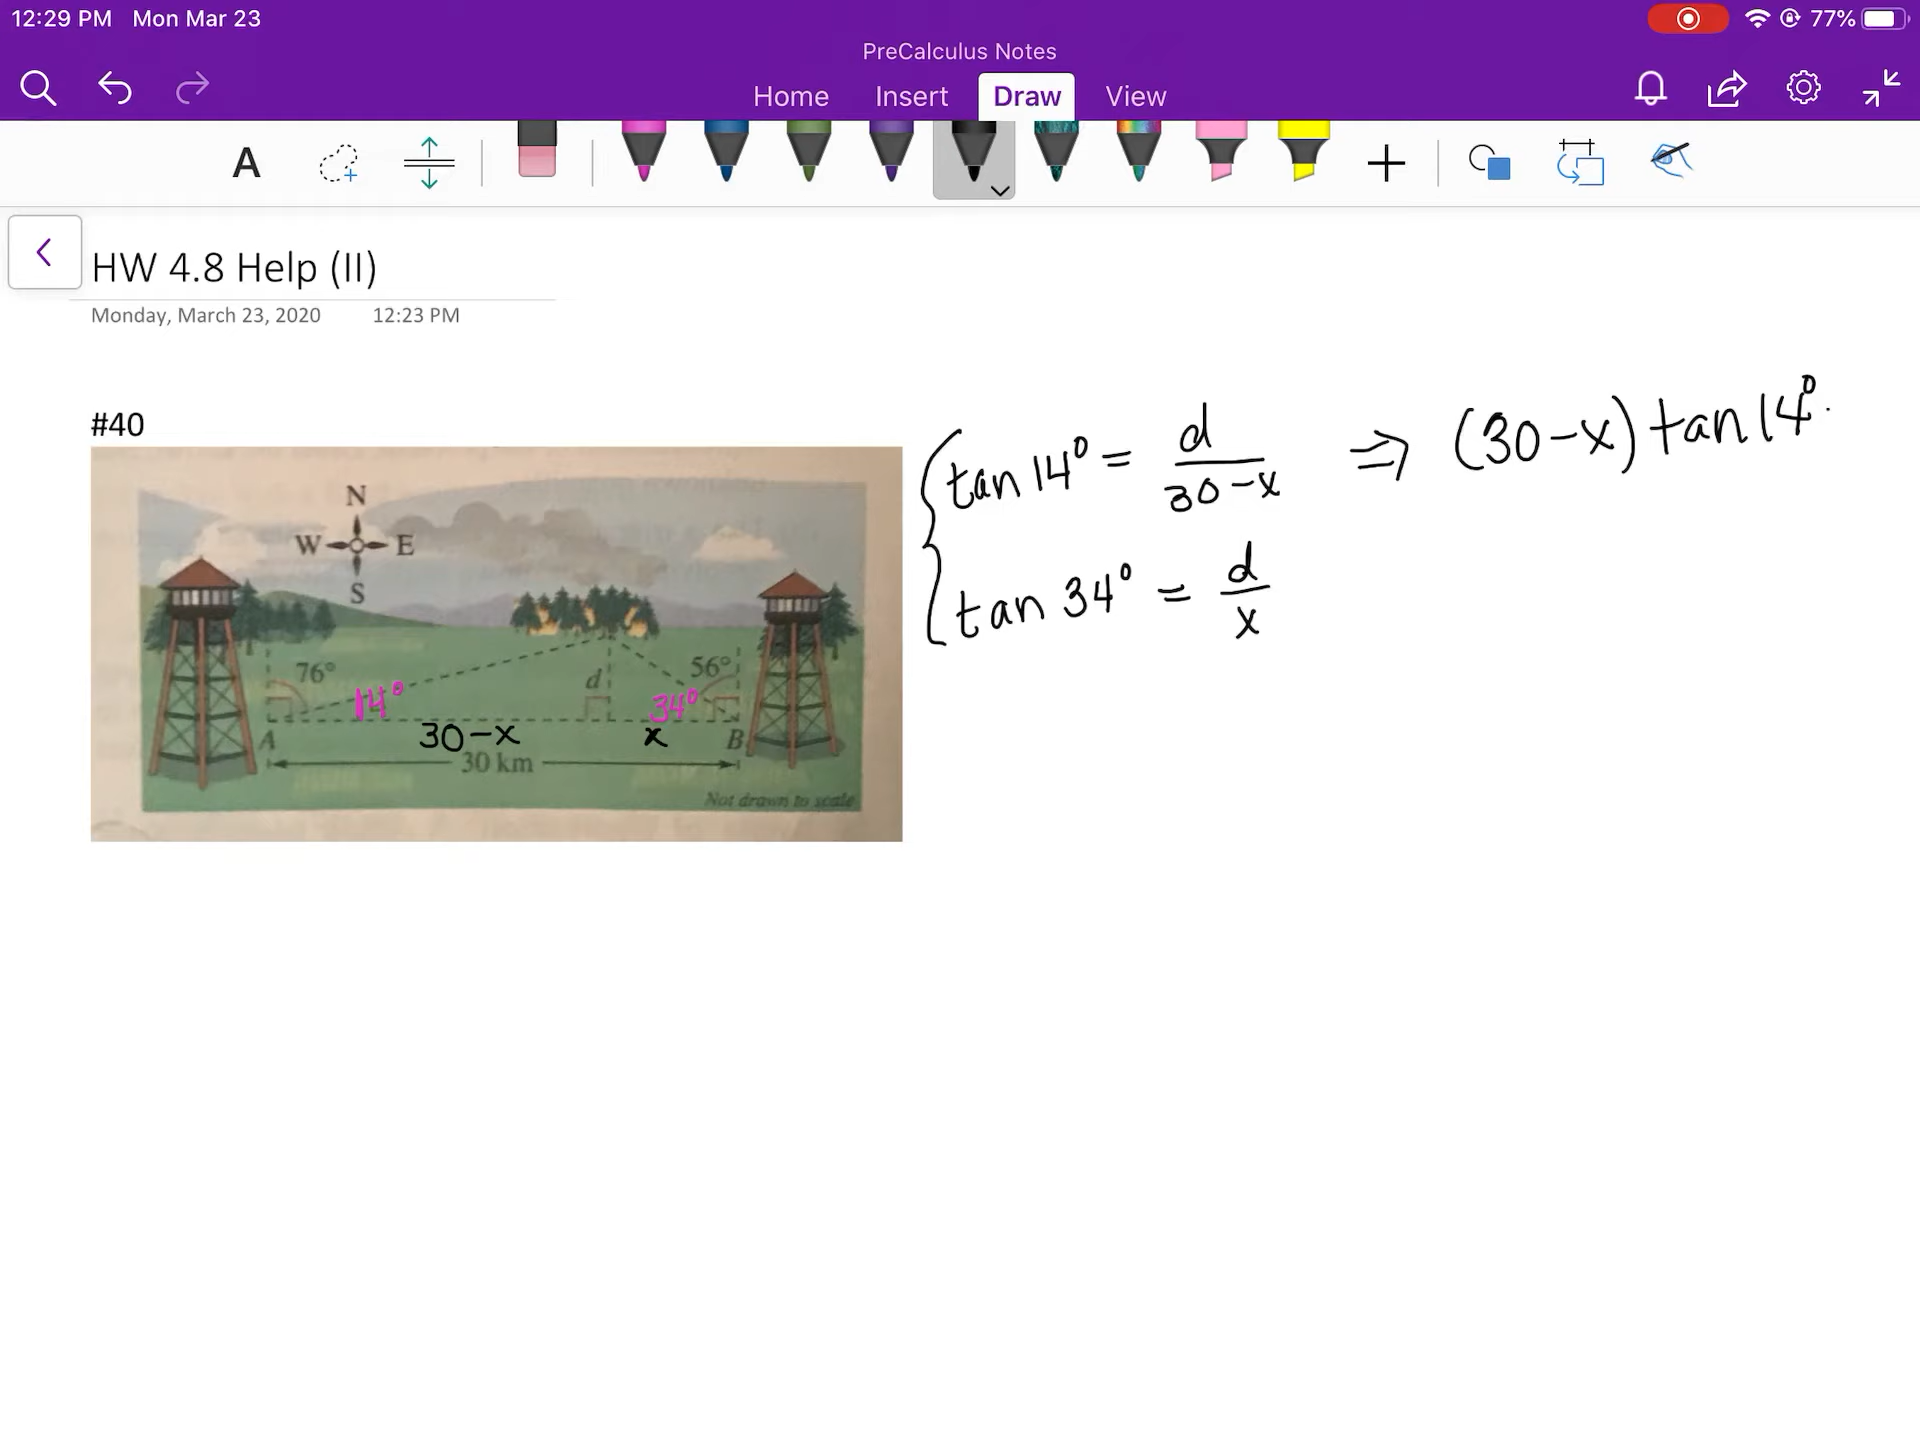 12:29 PM Mon Mar 23
77%
PreCalculus Notes
Home Insert Draw View
A
HW 4.8 Help (II)
Monday, March 23, 2020 12:23 PM
#40
N
W E
S
76° 56°
14° d 34°
A 30-x x B
30 km
Not drawn to scale
tan 14° = d/(30-x) ⇒ (30-x) tan 14°
tan 34° = d/x